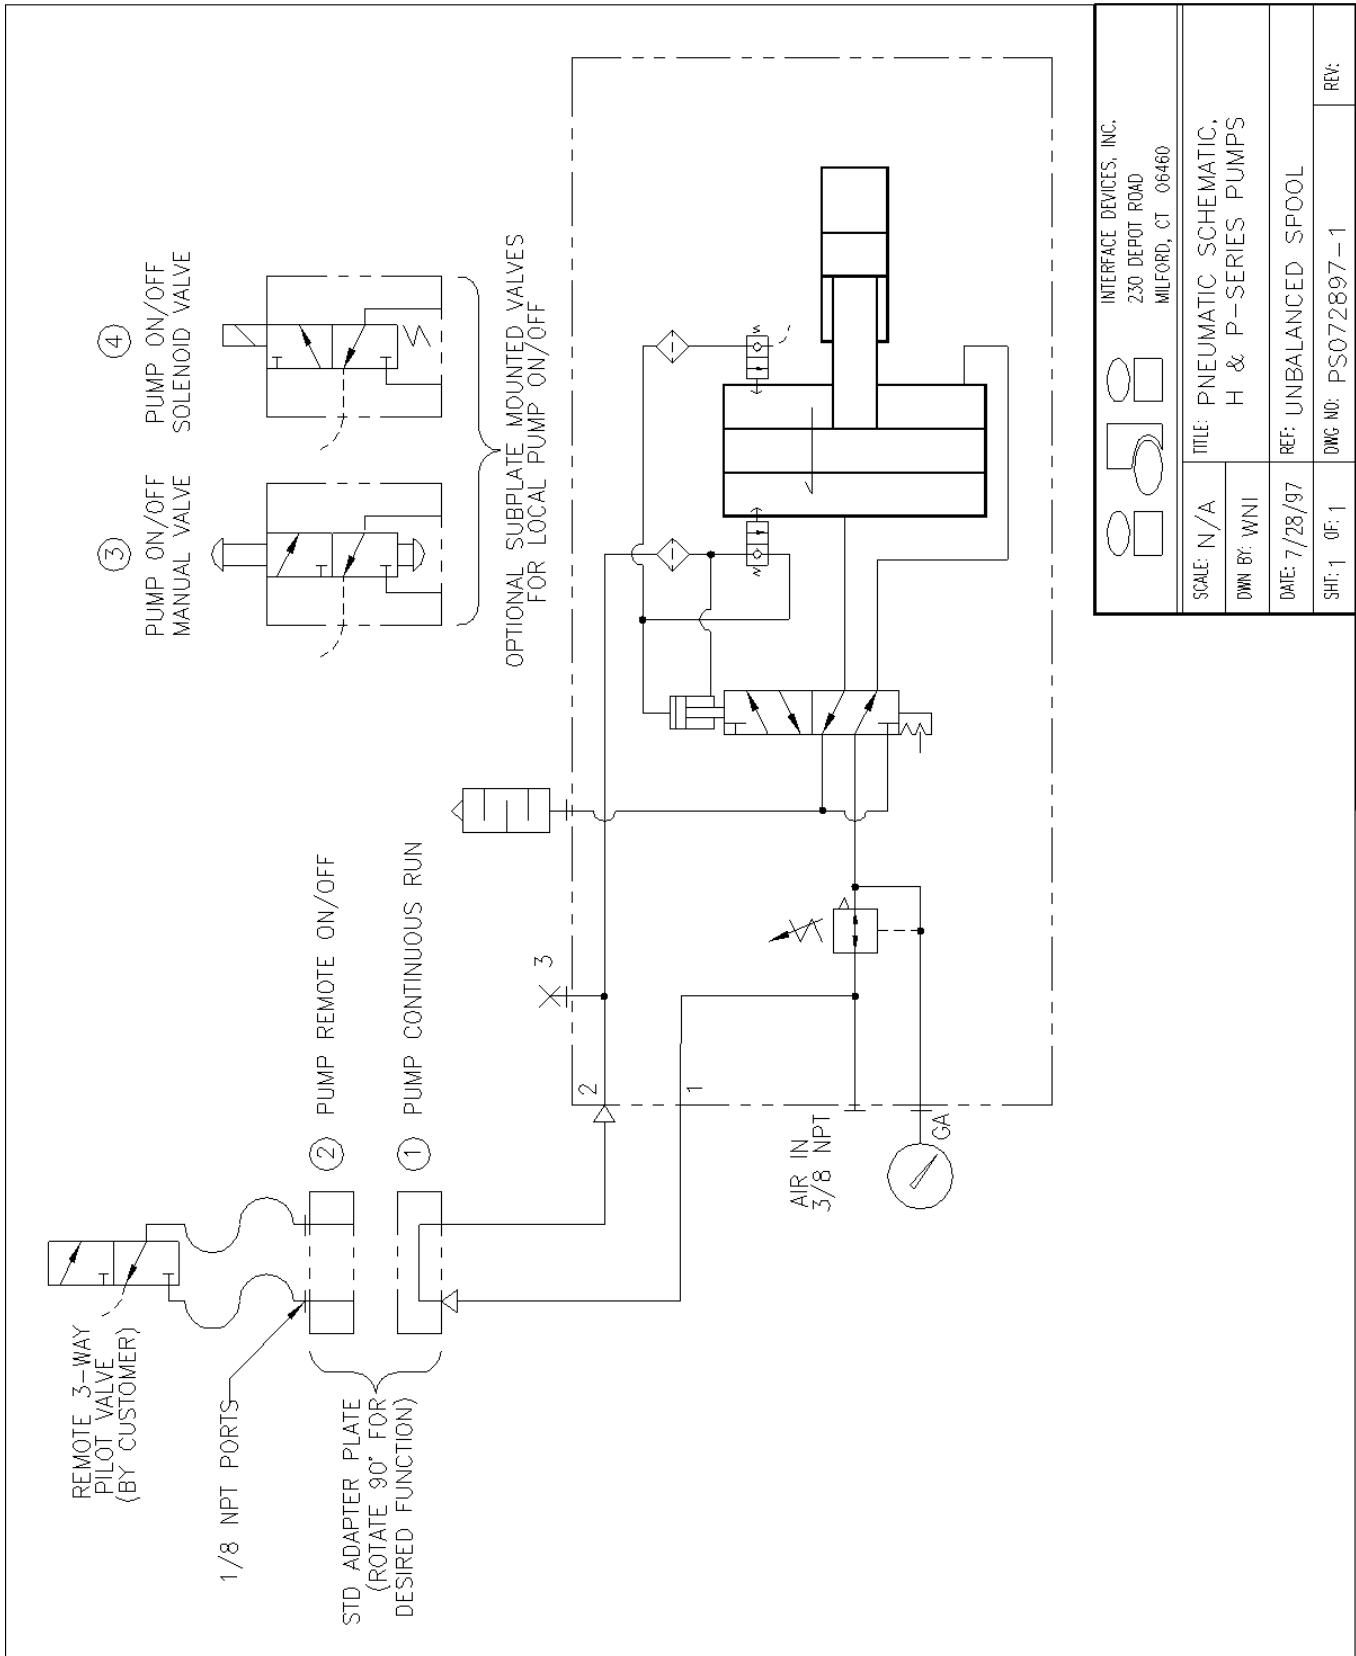 REMOTE 3-WAY
PILOT VALVE
(BY CUSTOMER)
1/8 NPT PORTS
STD ADAPTER PLATE
(ROTATE 90° FOR
DESIRED FUNCTION)
2 PUMP REMOTE ON/OFF
1 PUMP CONTINUOUS RUN
3
PUMP ON/OFF
MANUAL VALVE
4
PUMP ON/OFF
SOLENOID VALVE
OPTIONAL SUBPLATE MOUNTED VALVES
FOR LOCAL PUMP ON/OFF
3
2
1
AIR IN
3/8 NPT
GA
INTERFACE DEVICES, INC.
230 DEPOT ROAD
MILFORD, CT 06460
SCALE: N/A
TITLE: PNEUMATIC SCHEMATIC,
H & P-SERIES PUMPS
DWN BY: WNI
DATE: 7/28/97
REF: UNBALANCED SPOOL
SHT: 1 OF: 1
DWG NO: PS072897-1
REV: